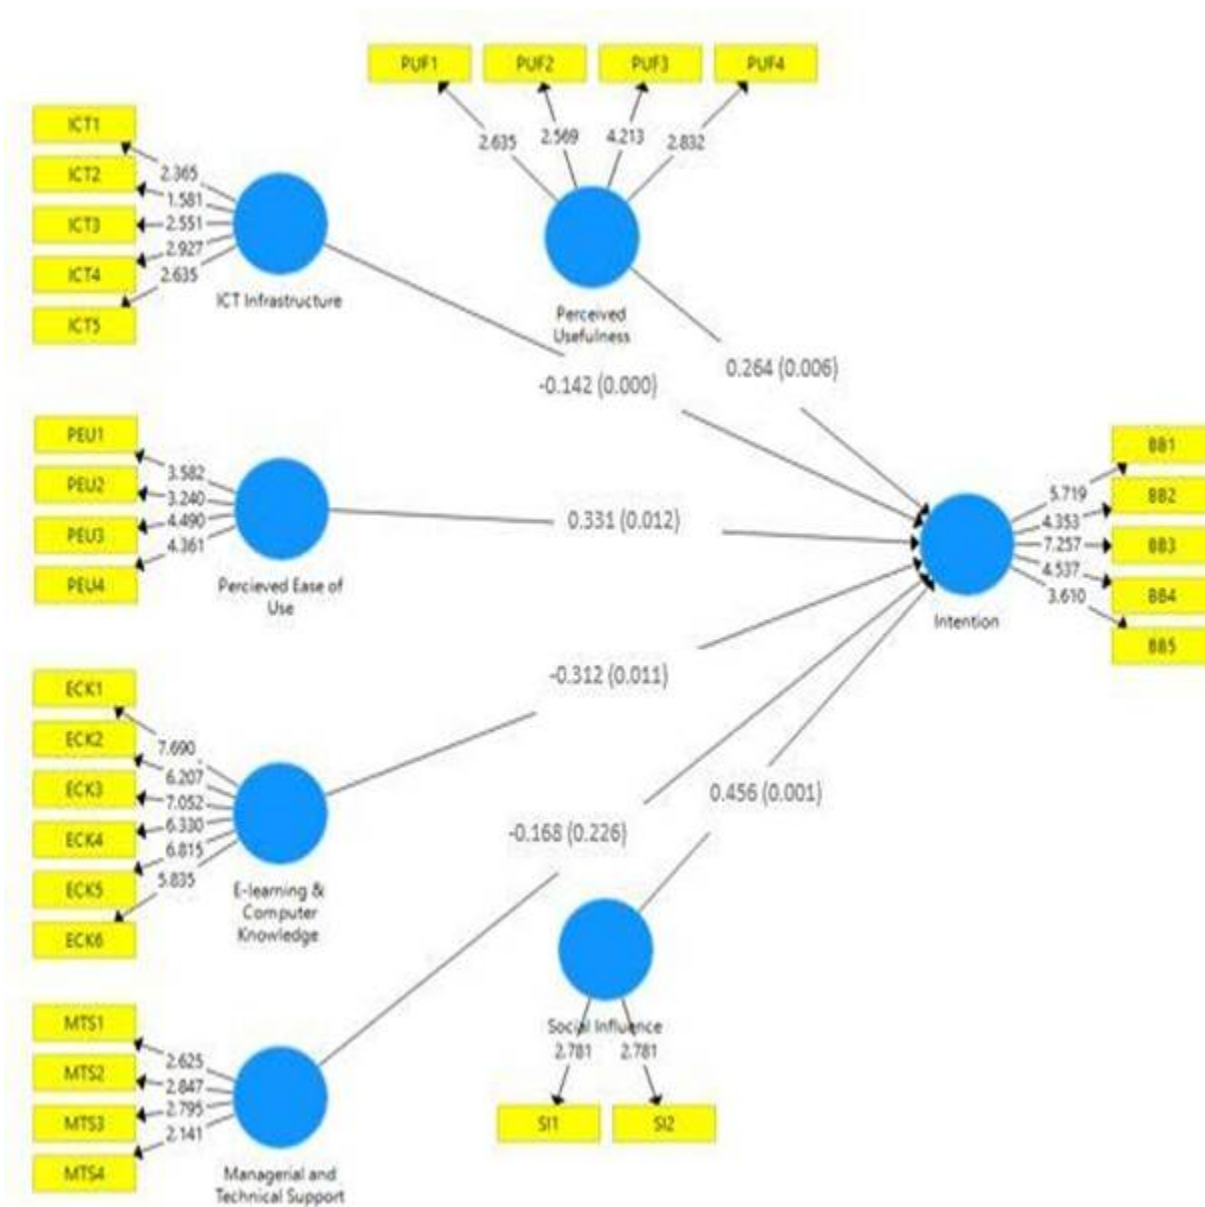 PUF1 PUF2 PUF3 PUF4
2.635 2.569 4.213 2.832
Perceived
Usefulness
ICT1
ICT2
ICT3
ICT4
ICT5
2.365
1.581
2.551
2.927
2.635
ICT Infrastructure
-0.142 (0.000)
0.264 (0.006)
PEU1
PEU2
PEU3
PEU4
3.582
3.240
4.490
4.361
Percieved Ease of
Use
0.331 (0.012)
BB1
BB2
BB3
BB4
BB5
5.719
4.353
7.257
4.537
3.610
Intention
ECK1
ECK2
ECK3
ECK4
ECK5
ECK6
7.690
6.207
7.052
6.330
6.815
5.835
E-learning &
Computer
Knowledge
-0.312 (0.011)
-0.168 (0.226)
0.456 (0.001)
MTS1
MTS2
MTS3
MTS4
2.625
2.847
2.795
2.141
Managerial and
Technical Support
Social Influence
2.781 2.781
SI1 SI2